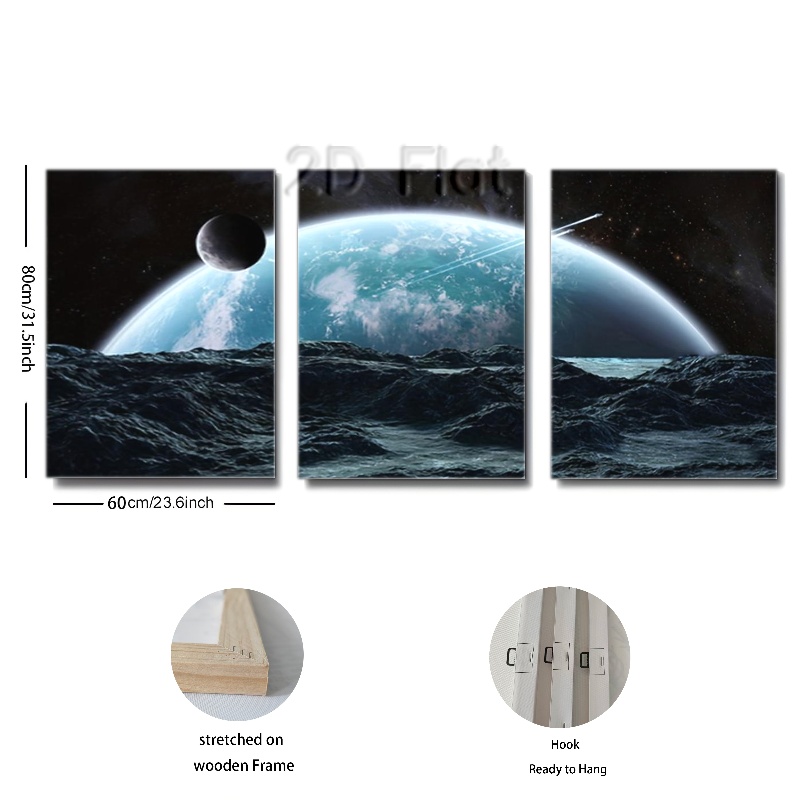 2D Flat
80cm/31.5inch
60cm/23.6inch
stretched on
wooden Frame
Hook
Ready to Hang